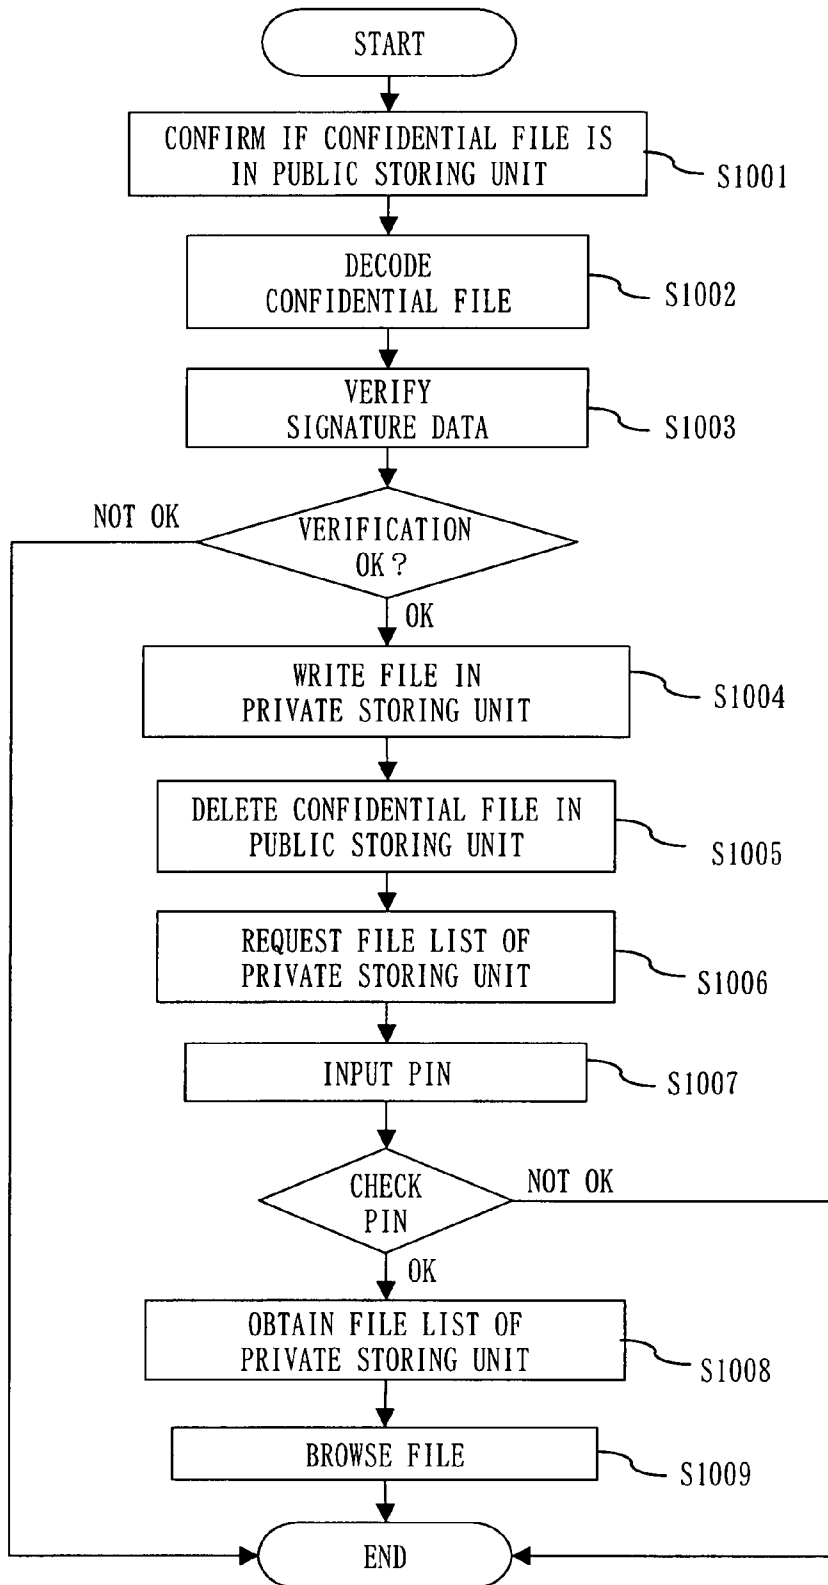 START
CONFIRM IF CONFIDENTIAL FILE IS
IN PUBLIC STORING UNIT
S1001
DECODE
CONFIDENTIAL FILE
S1002
VERIFY
SIGNATURE DATA
S1003
NOT OK
VERIFICATION
OK?
OK
WRITE FILE IN
PRIVATE STORING UNIT
S1004
DELETE CONFIDENTIAL FILE IN
PUBLIC STORING UNIT
S1005
REQUEST FILE LIST OF
PRIVATE STORING UNIT
S1006
INPUT PIN
S1007
CHECK
PIN
NOT OK
OK
OBTAIN FILE LIST OF
PRIVATE STORING UNIT
S1008
BROWSE FILE
S1009
END